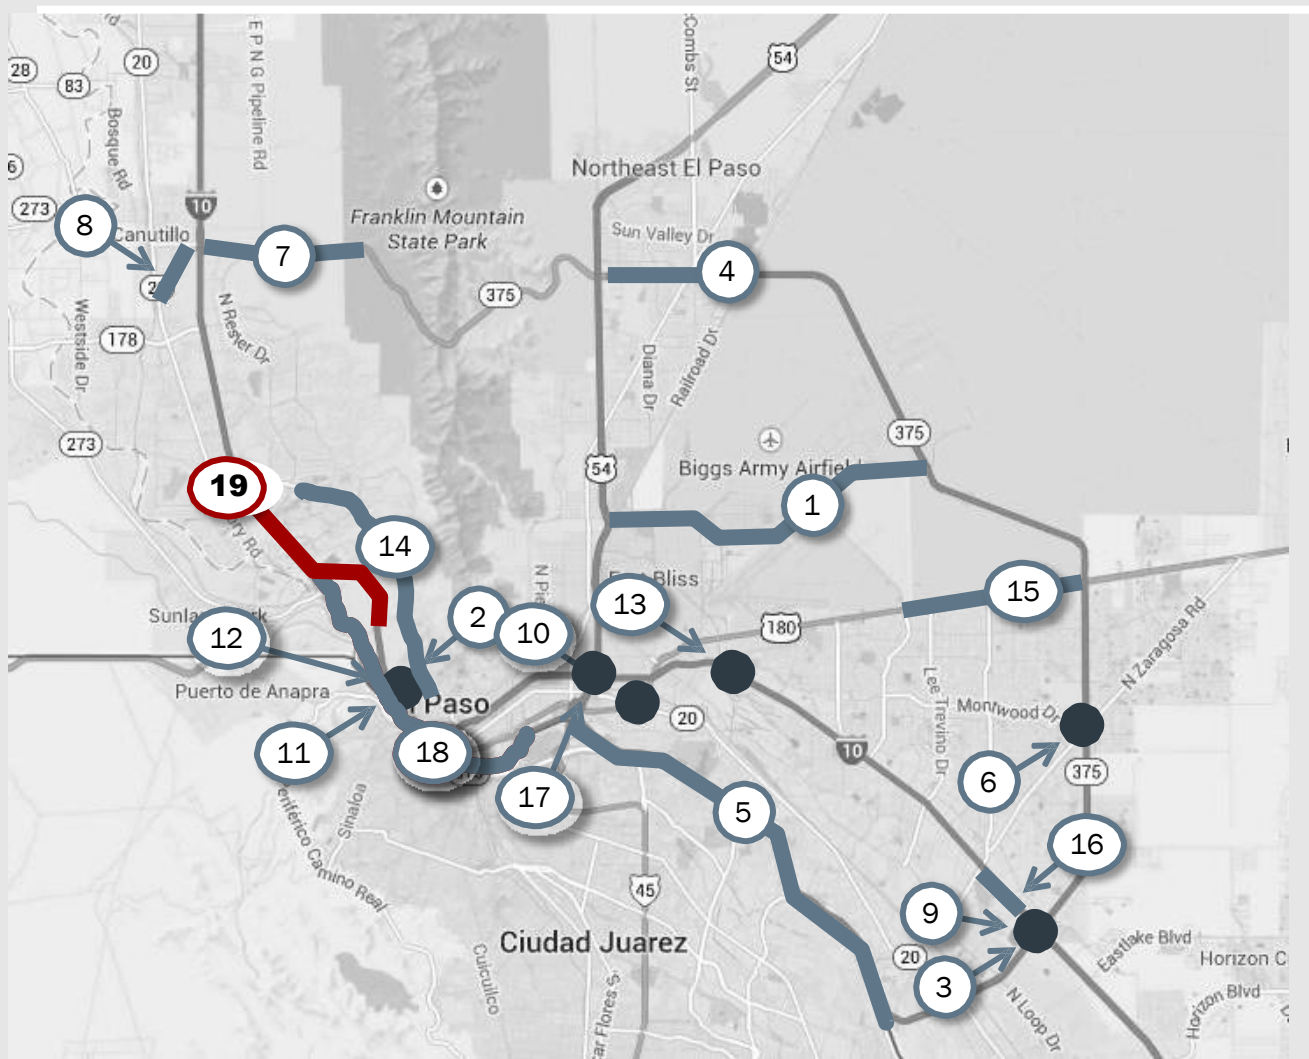 Combs St
54
20
28
83
E P N G Pipeline Rd
Bosque Rd
6
Northeast El Paso
273
10
8
Canutillo
7
Franklin Mountain
State Park
Sun Valley Dr
4
375
N Resler Dr
178
Westside Dr
Diana Dr
Railroad Dr
273
375
54
Biggs Army Airfield
19
1
14
Bliss
15
13
2
10
12
180
N Zaragosa Rd
Puerto de Anapra
Paso
Lee Trevino Dr
Montwood Dr
20
11
18
10
6
375
17
5
Sinaloa
16
Camino Real
45
9
Ciudad Juarez
20
3
Eastlake Blvd
Horizon C
Cuicuilco
N Loop Dr
Horizon Blvd
Flores S